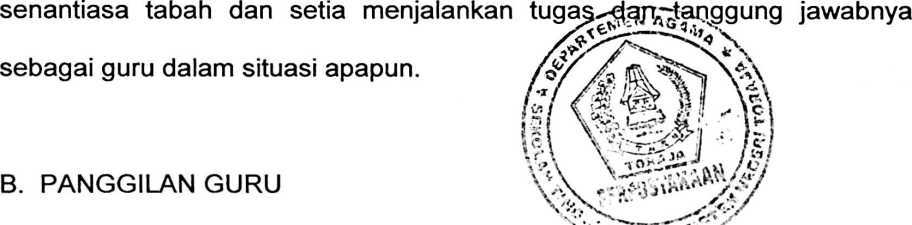 senantiasa tabah dan setia menjalankan tugas dan tanggung jawabnya
sebagai guru dalam situasi apapun.
DEPARTEMEN AGAMA
TORAJA
PERPUSTAKAAN
B. PANGGILAN GURU